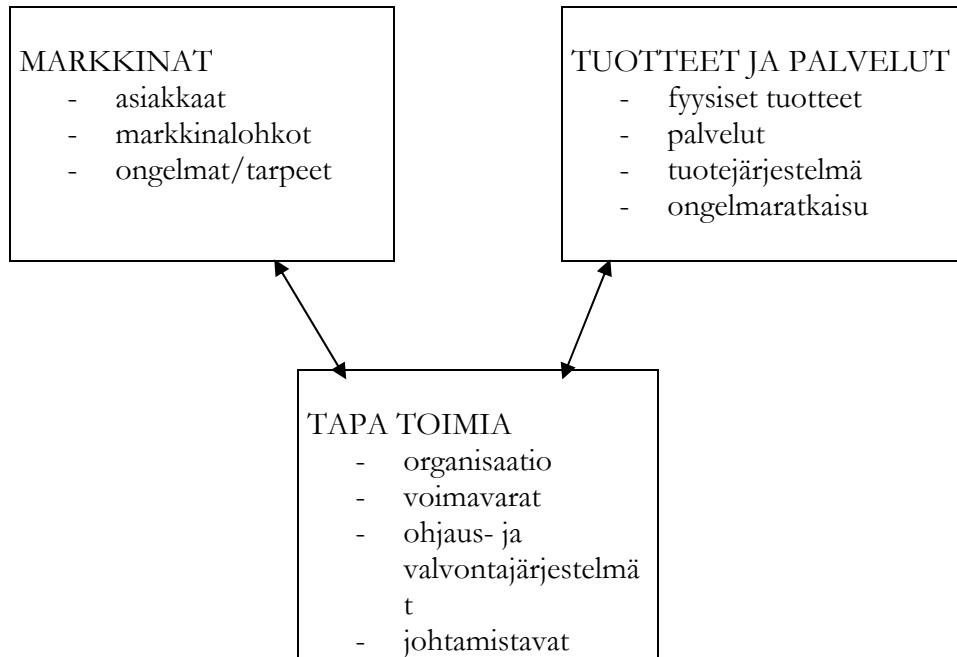 MARKKINAT
- asiakkaat
- markkinalohkot
- ongelmat/tarpeet
TUOTTEET JA PALVELUT
- fyysiset tuotteet
- palvelut
- tuotejärjestelmä
- ongelmaratkaisu
TAPA TOIMIA
- organisaatio
- voimavarat
- ohjaus- ja
valvontajärjestelmä
t
- johtamistavat